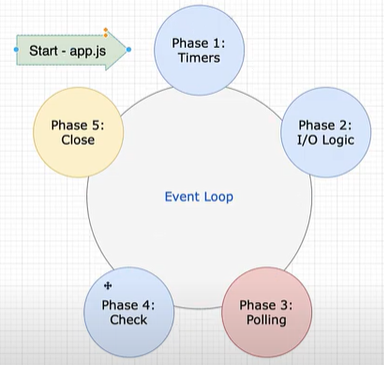 Start - app.js
Phase 1:
Timers
Phase 2:
I/O Logic
Phase 5:
Close
Event Loop
Phase 4:
Check
Phase 3:
Polling